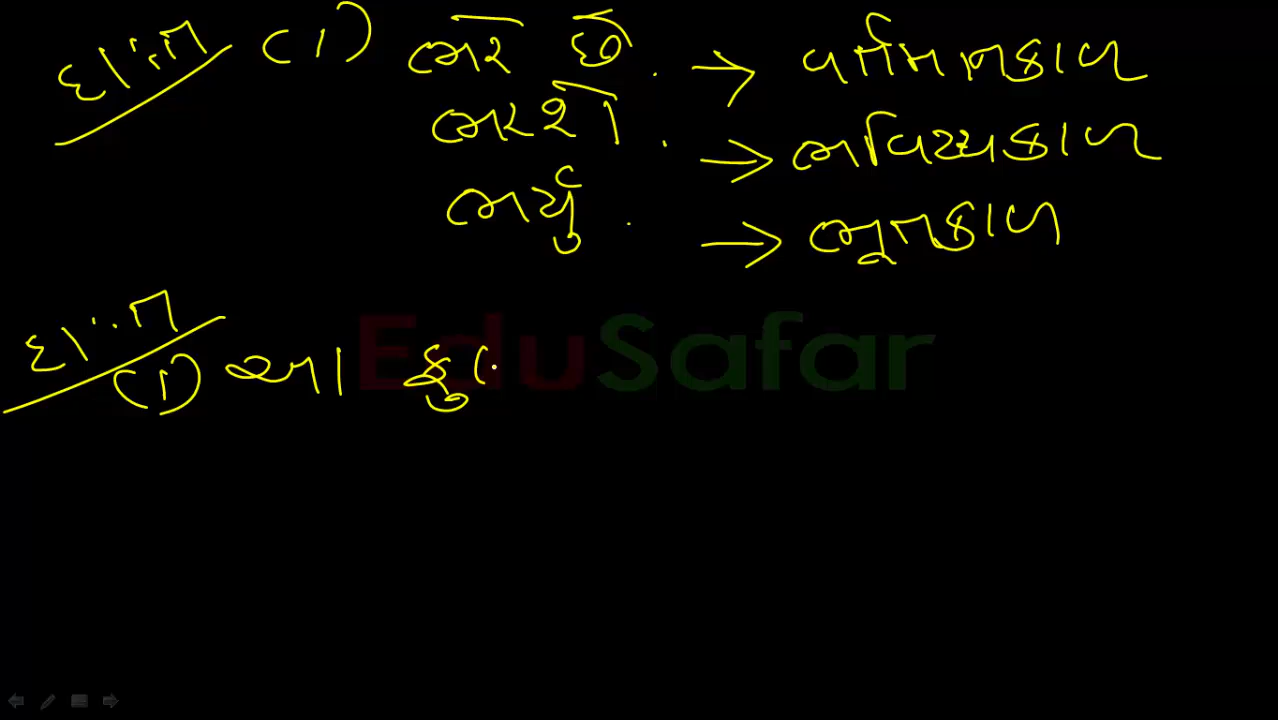 દા.ત (1) ભરે છે. → વર્તમાનકાળ
ભરશે. → ભવિષ્યકાળ
ભર્યું. → ભૂતકાળ
EduSafar
દા.ત
(1) આ